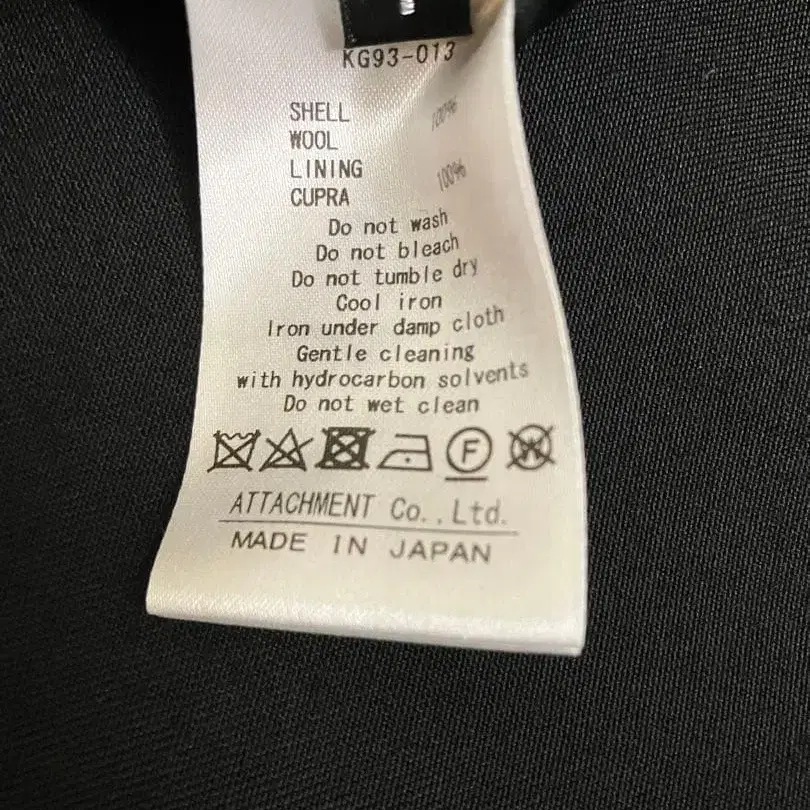 KG93-013
SHELL
WOOL 100%
LINING
CUPRA 100%
Do not wash
Do not bleach
Do not tumble dry
Cool iron
Iron under damp cloth
Gentle cleaning
with hydrocarbon solvents
Do not wet clean
F W
ATTACHMENT Co.,Ltd.
MADE IN JAPAN